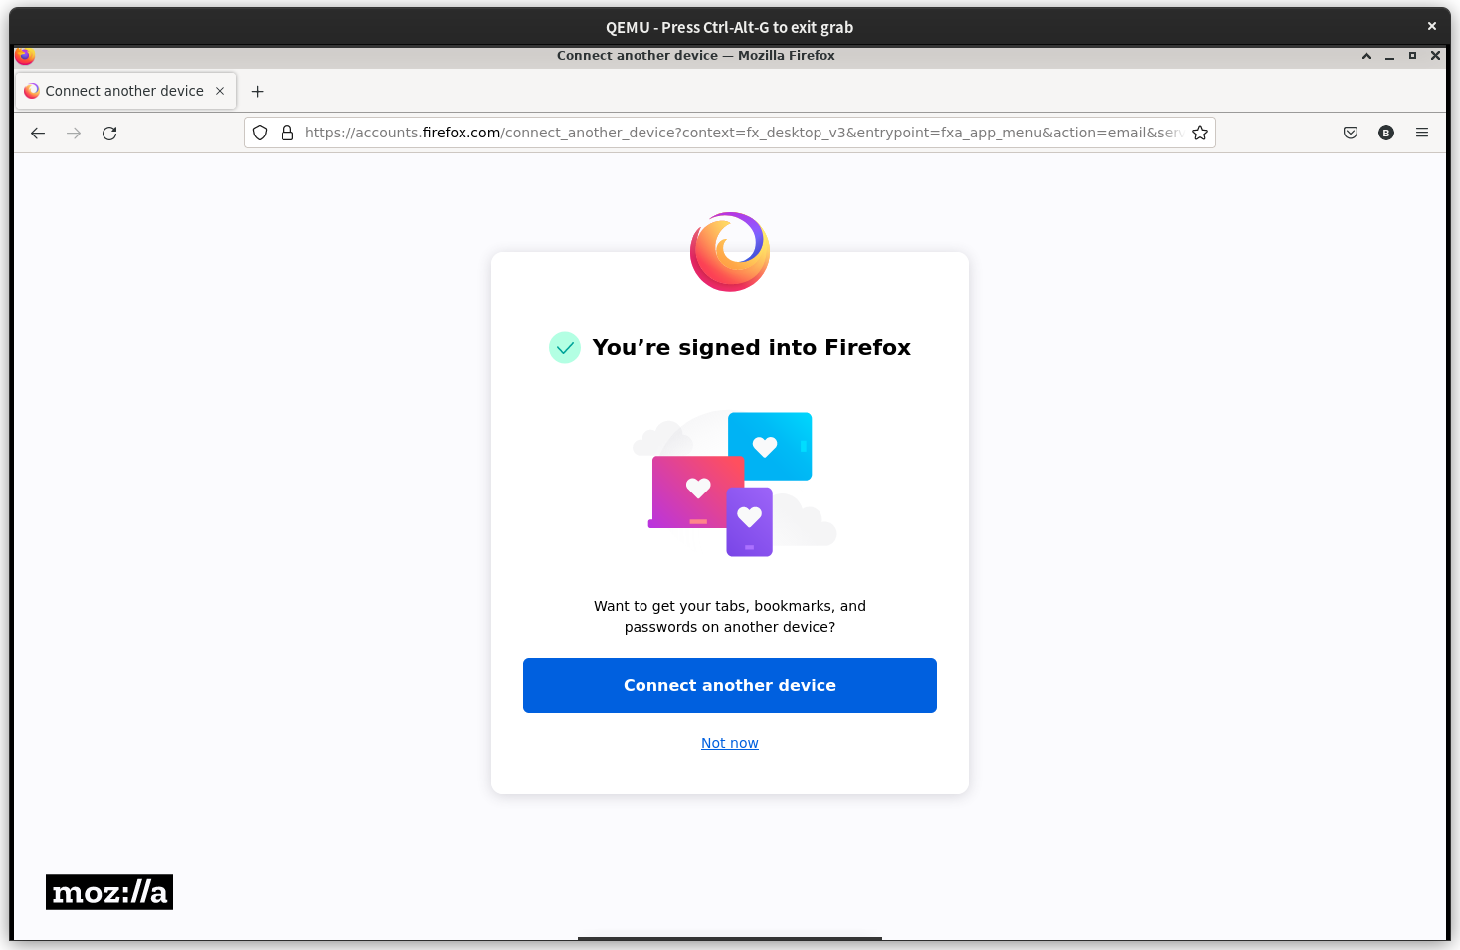 QEMU - Press Ctrl-Alt-G to exit grab
Connect another device — Mozilla Firefox
Connect another device
https://accounts.firefox.com/connect_another_device?context=fx_desktop_v3&entrypoint=fxa_app_menu&action=email&serv
B
You're signed into Firefox
Want to get your tabs, bookmarks, and
passwords on another device?
Connect another device
Not now
moz://a